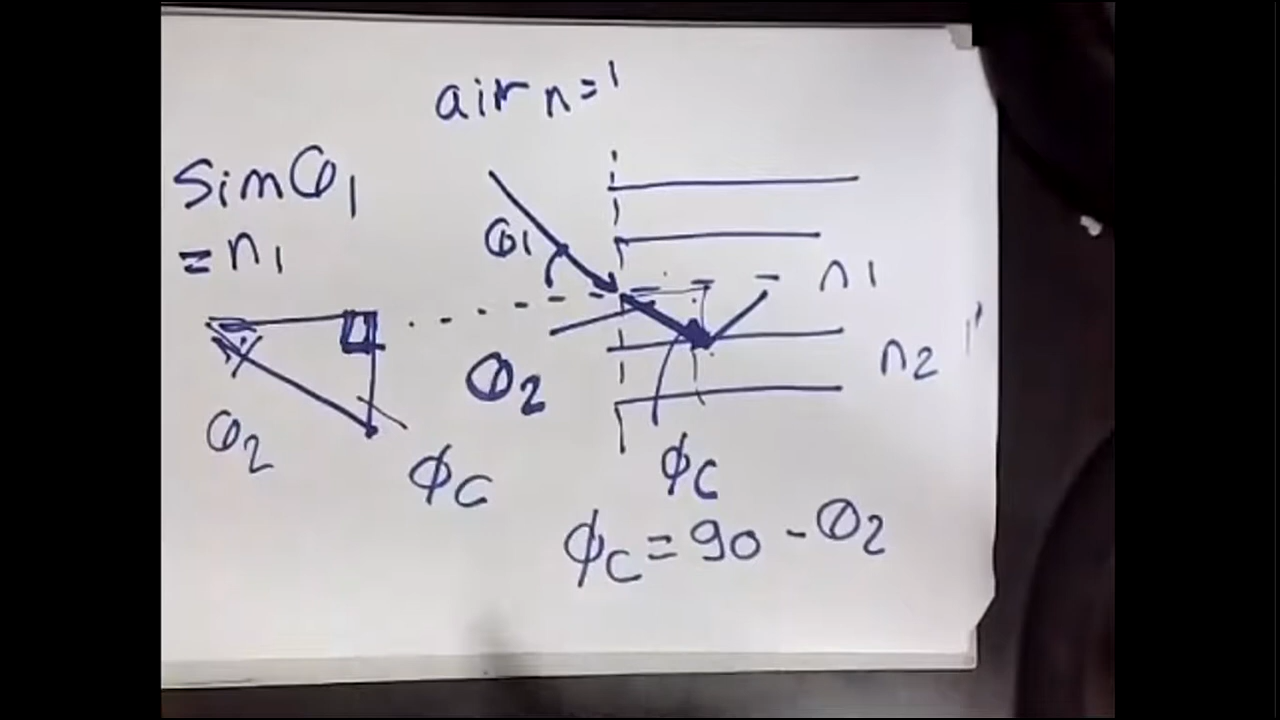 air n=1
sinθ1
= n1
θ1
n1
n2
θ2
θ2
ϕc
ϕc
ϕc = 90 - θ2